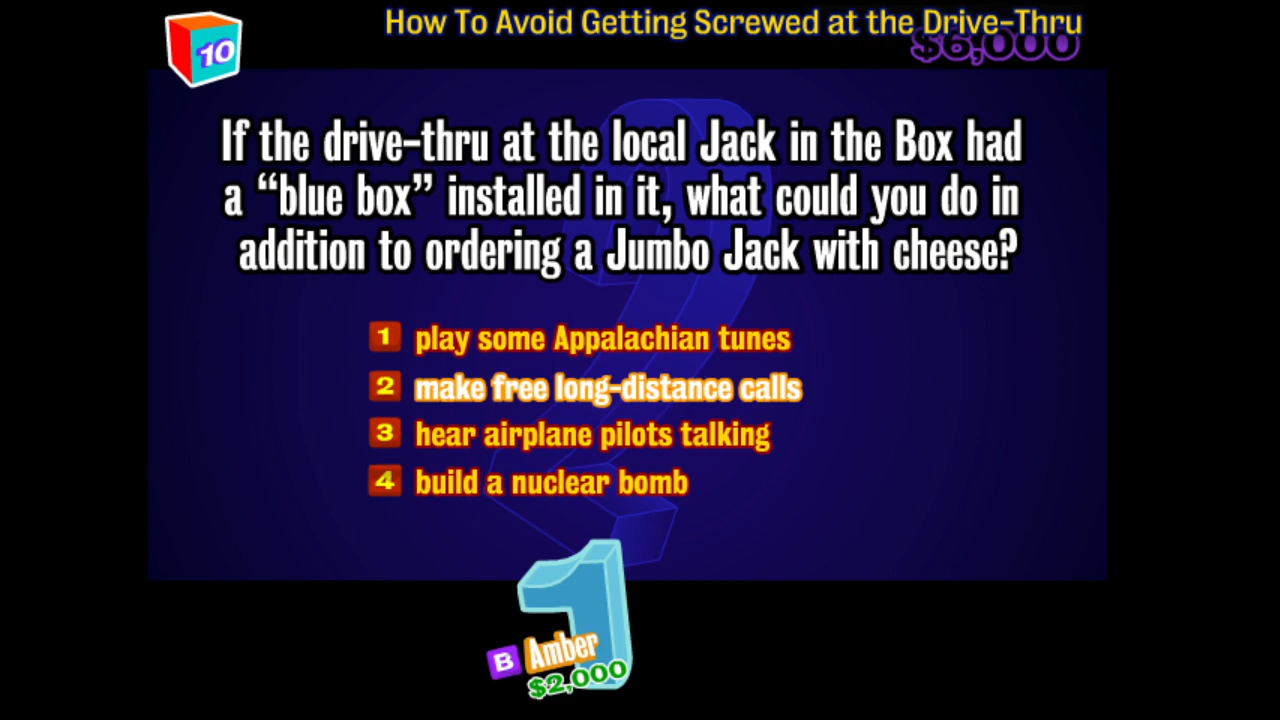 10
How To Avoid Getting Screwed at the Drive-Thru
$6,000
If the drive-thru at the local Jack in the Box had
a “blue box” installed in it, what could you do in
addition to ordering a Jumbo Jack with cheese?
1 play some Appalachian tunes
2 make free long-distance calls
3 hear airplane pilots talking
4 build a nuclear bomb
1
B Amber
$2,000